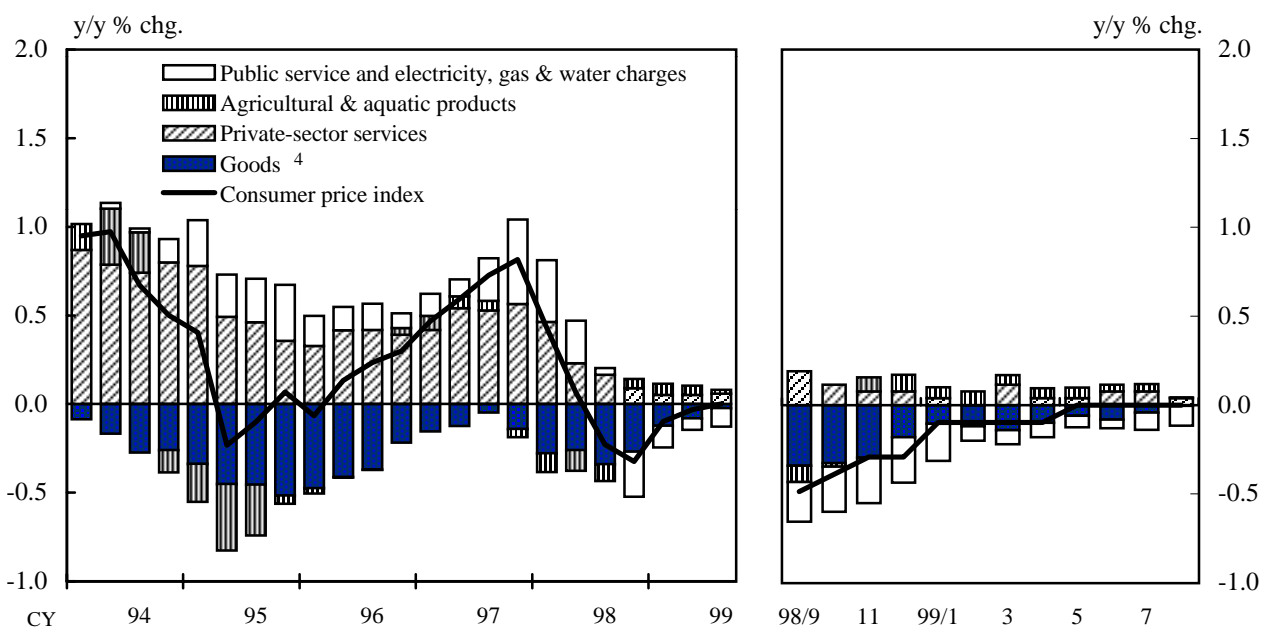 y/y % chg.
y/y % chg.
2.0
1.5
1.0
0.5
0.0
-0.5
-1.0
Public service and electricity, gas & water charges
Agricultural & aquatic products
Private-sector services
Goods 4
Consumer price index
2.0
1.5
1.0
0.5
0.0
-0.5
-1.0
CY 94 95 96 97 98 99
98/9 11 99/1 3 5 7